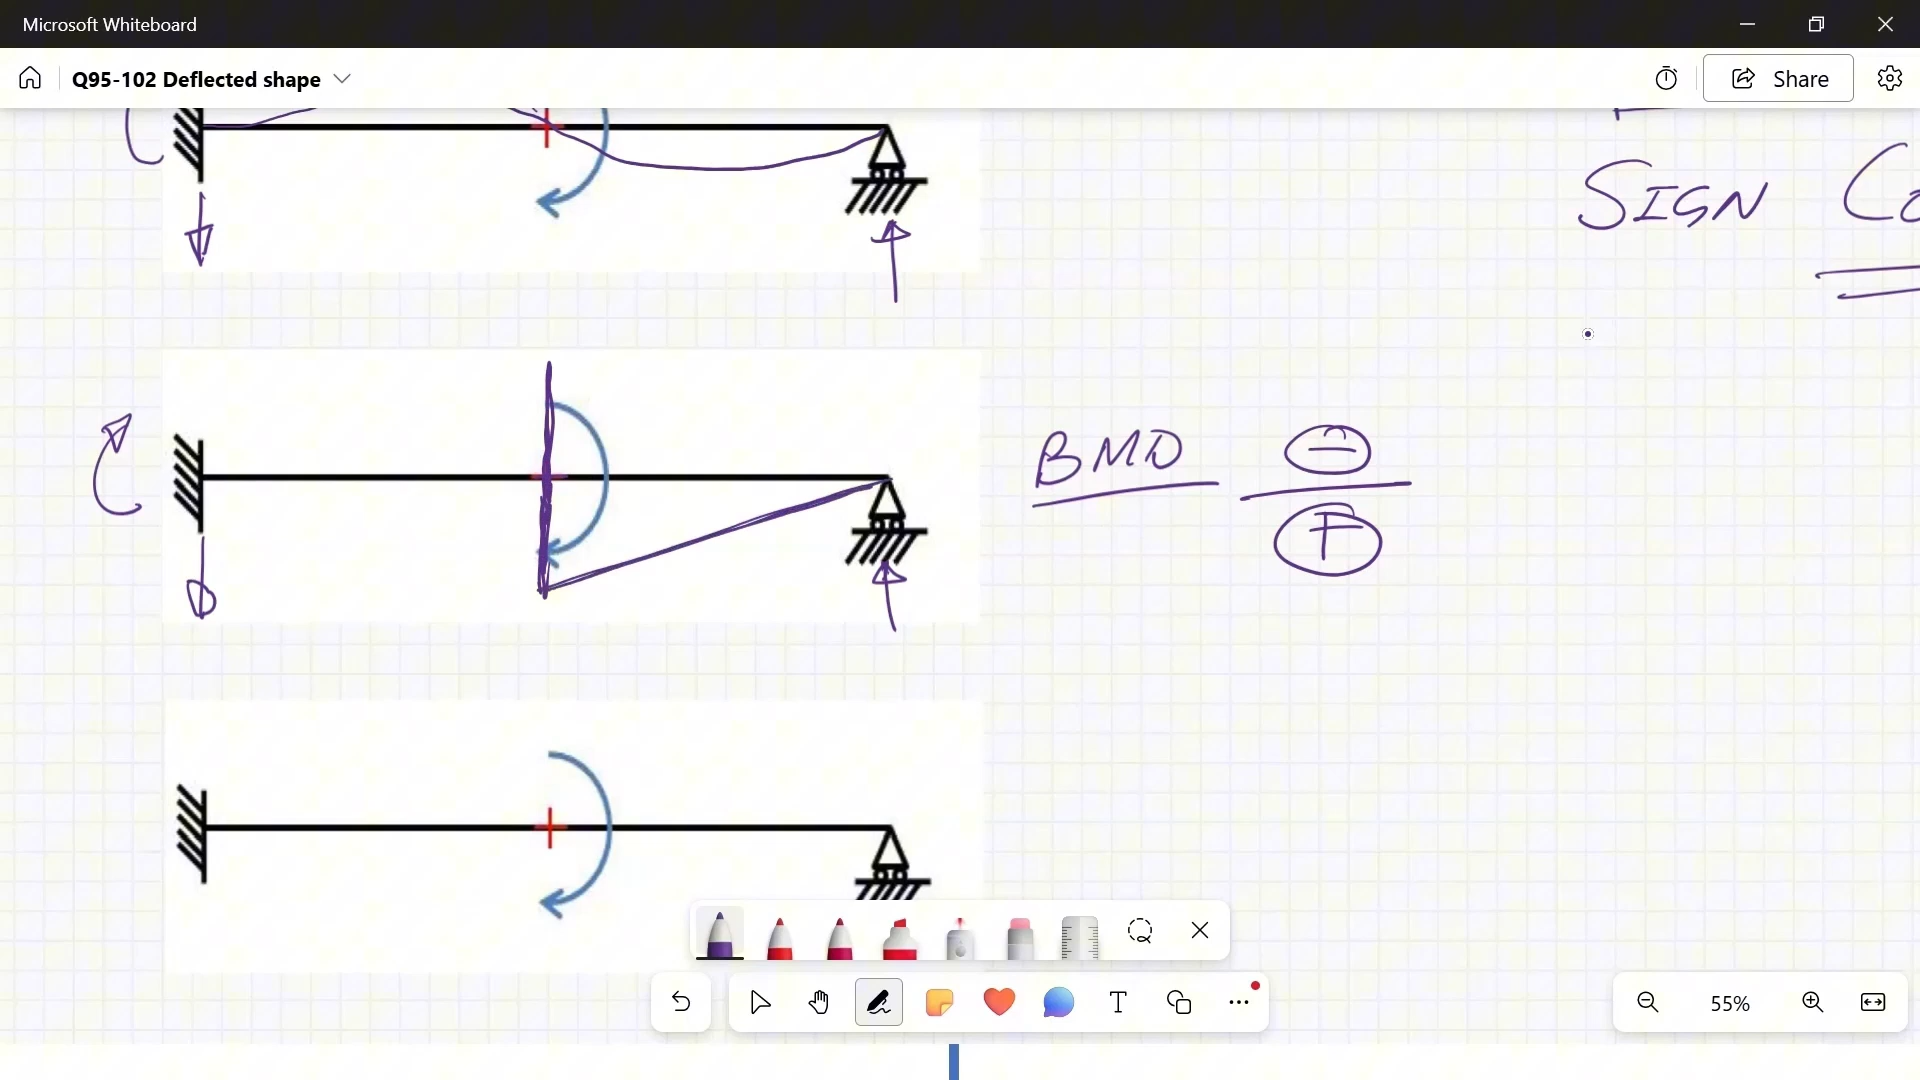 Microsoft Whiteboard
Q95-102 Deflected shape
Share
SIGN
BMD
−
+
T
55%